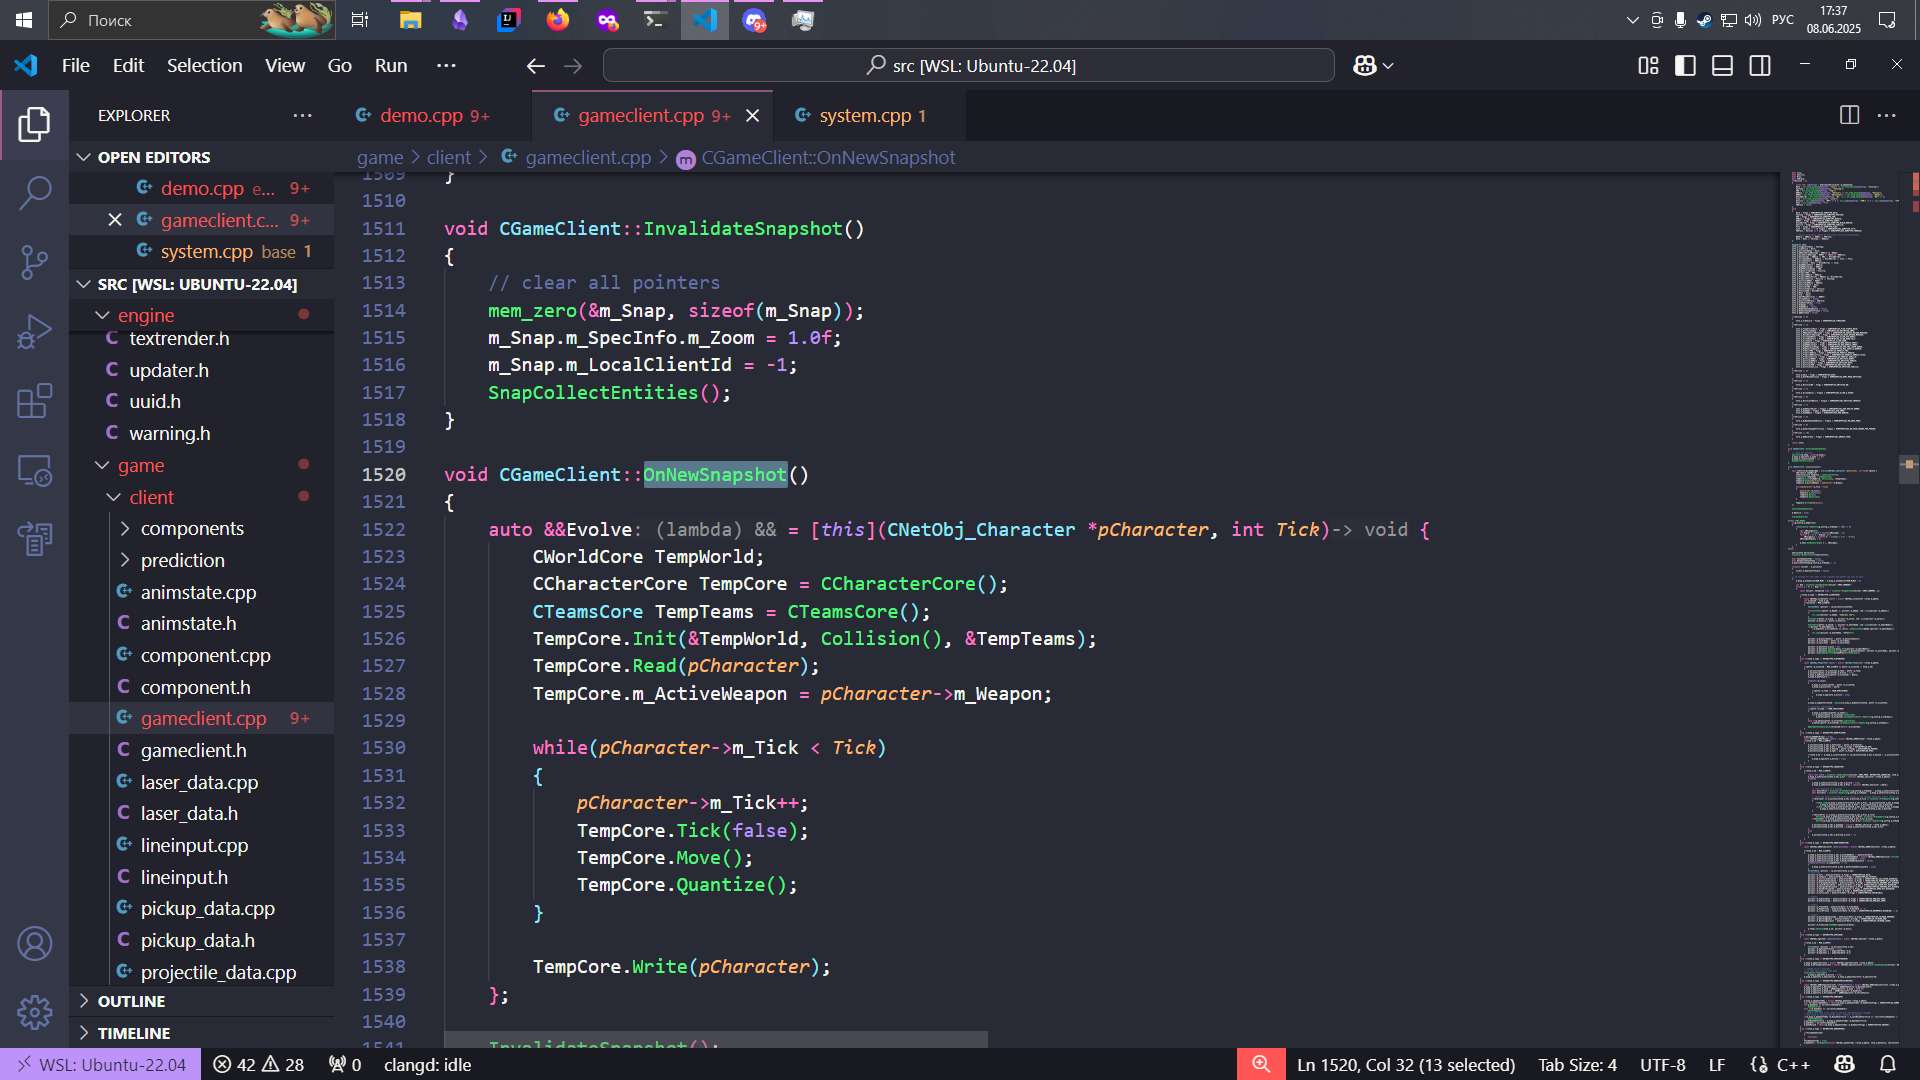 Поиск
9+
РУС
17:37
08.06.2025
File Edit Selection View Go Run ···
src [WSL: Ubuntu-22.04]
EXPLORER ···
demo.cpp 9+
gameclient.cpp 9+
system.cpp 1
OPEN EDITORS
demo.cpp e... 9+
gameclient.c... 9+
system.cpp base 1
SRC [WSL: UBUNTU-22.04]
engine
textrender.h
updater.h
uuid.h
warning.h
game
client
components
prediction
animstate.cpp
animstate.h
component.cpp
component.h
gameclient.cpp 9+
gameclient.h
laser_data.cpp
laser_data.h
lineinput.cpp
lineinput.h
pickup_data.cpp
pickup_data.h
projectile_data.cpp
OUTLINE
TIMELINE
game > client > gameclient.cpp > CGameClient::OnNewSnapshot
1509 }
1510
1511 void CGameClient::InvalidateSnapshot()
1512 {
1513 // clear all pointers
1514 mem_zero(&m_Snap, sizeof(m_Snap));
1515 m_Snap.m_SpecInfo.m_Zoom = 1.0f;
1516 m_Snap.m_LocalClientId = -1;
1517 SnapCollectEntities();
1518 }
1519
1520 void CGameClient::OnNewSnapshot()
1521 {
1522 auto &&Evolve: (lambda) && = [this](CNetObj_Character *pCharacter, int Tick)-> void {
1523 CWorldCore TempWorld;
1524 CCharacterCore TempCore = CCharacterCore();
1525 CTeamsCore TempTeams = CTeamsCore();
1526 TempCore.Init(&TempWorld, Collision(), &TempTeams);
1527 TempCore.Read(pCharacter);
1528 TempCore.m_ActiveWeapon = pCharacter->m_Weapon;
1529
1530 while(pCharacter->m_Tick < Tick)
1531 {
1532 pCharacter->m_Tick++;
1533 TempCore.Tick(false);
1534 TempCore.Move();
1535 TempCore.Quantize();
1536 }
1537
1538 TempCore.Write(pCharacter);
1539 };
1540
1541 InvalidateSnapshot();
WSL: Ubuntu-22.04 42 28 0 clangd: idle
Ln 1520, Col 32 (13 selected) Tab Size: 4 UTF-8 LF C++